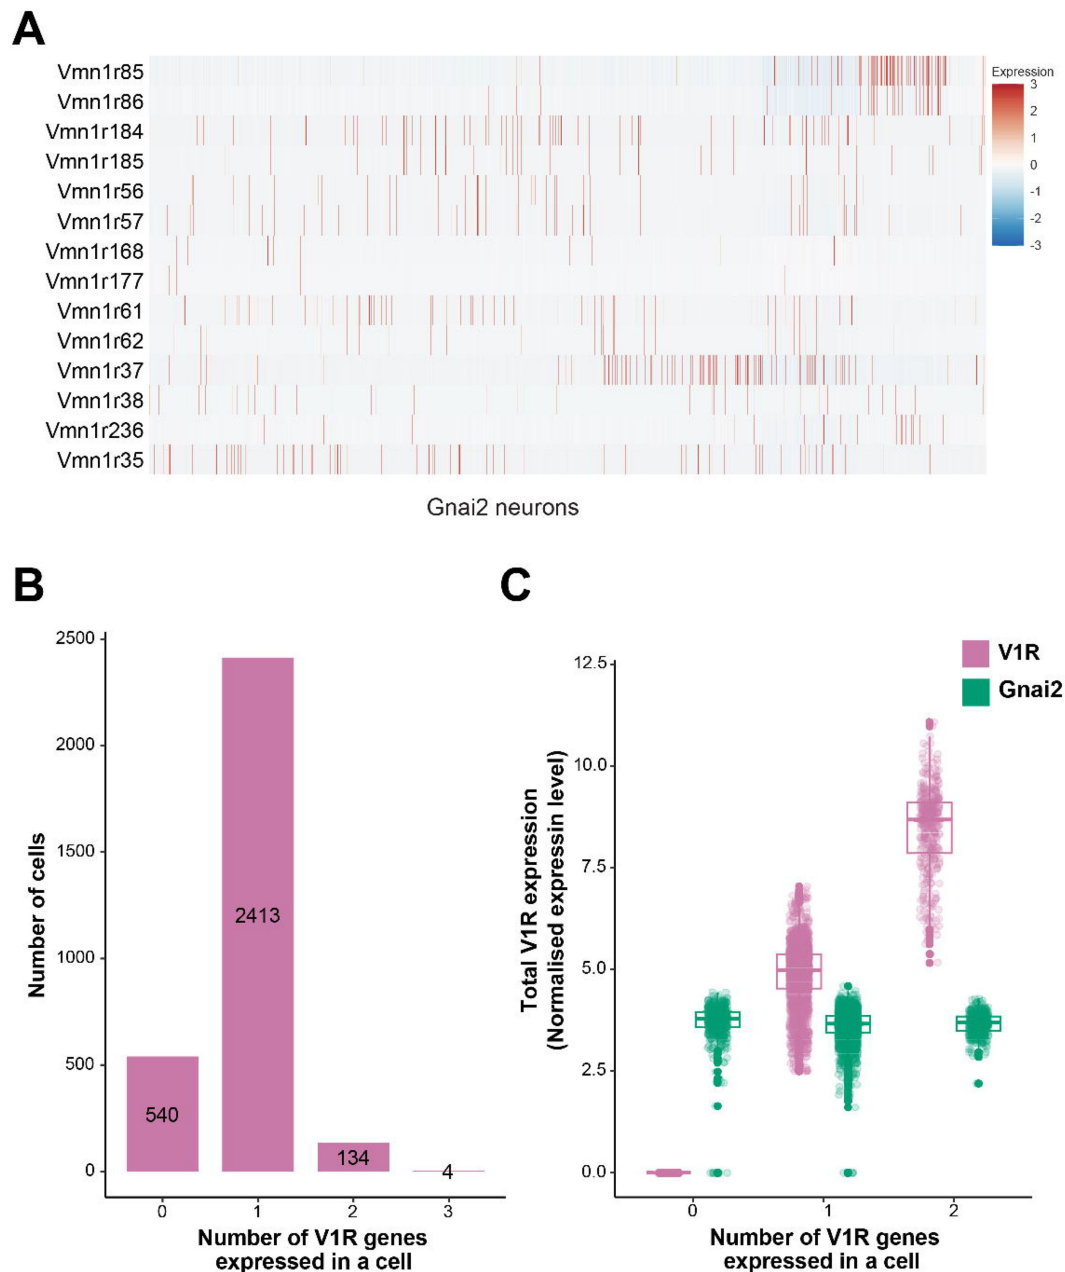 A
Vmn1r85
Vmn1r86
Vmn1r184
Vmn1r185
Vmn1r56
Vmn1r57
Vmn1r168
Vmn1r177
Vmn1r61
Vmn1r62
Vmn1r37
Vmn1r38
Vmn1r236
Vmn1r35
Gnai2 neurons
Expression
3
2
1
0
-1
-2
-3
B
2500
2000
1500
1000
500
0
Number of cells
540
2413
134
4
0
1
2
3
Number of V1R genes
expressed in a cell
C
V1R
Gnai2
12.5
10.0
7.5
5.0
2.5
0.0
Total V1R expression
(Normalised expressin level)
0
1
2
Number of V1R genes
expressed in a cell